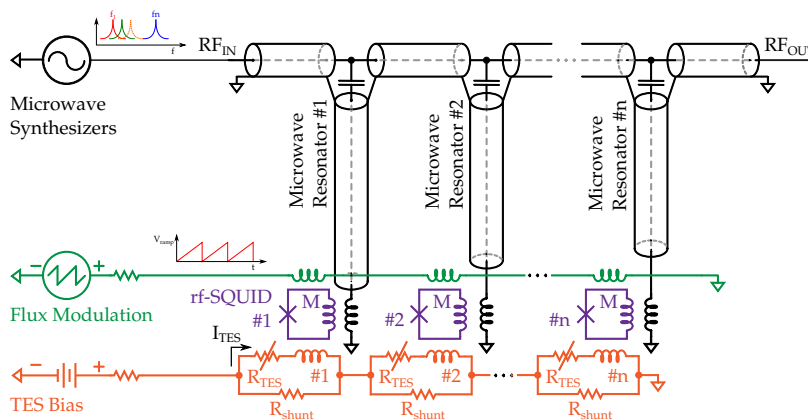 f₁ fn
f
RF_IN
RF_OUT
Microwave
Synthesizers
Microwave
Resonator #1
Microwave
Resonator #2
Microwave
Resonator #n
V_ramp
t
− +
Flux Modulation
rf-SQUID
#1
M
#2
M
#n
M
I_TES
− +
TES Bias
R_TES
#1
R_shunt
R_TES
#2
R_shunt
R_TES
#n
R_shunt